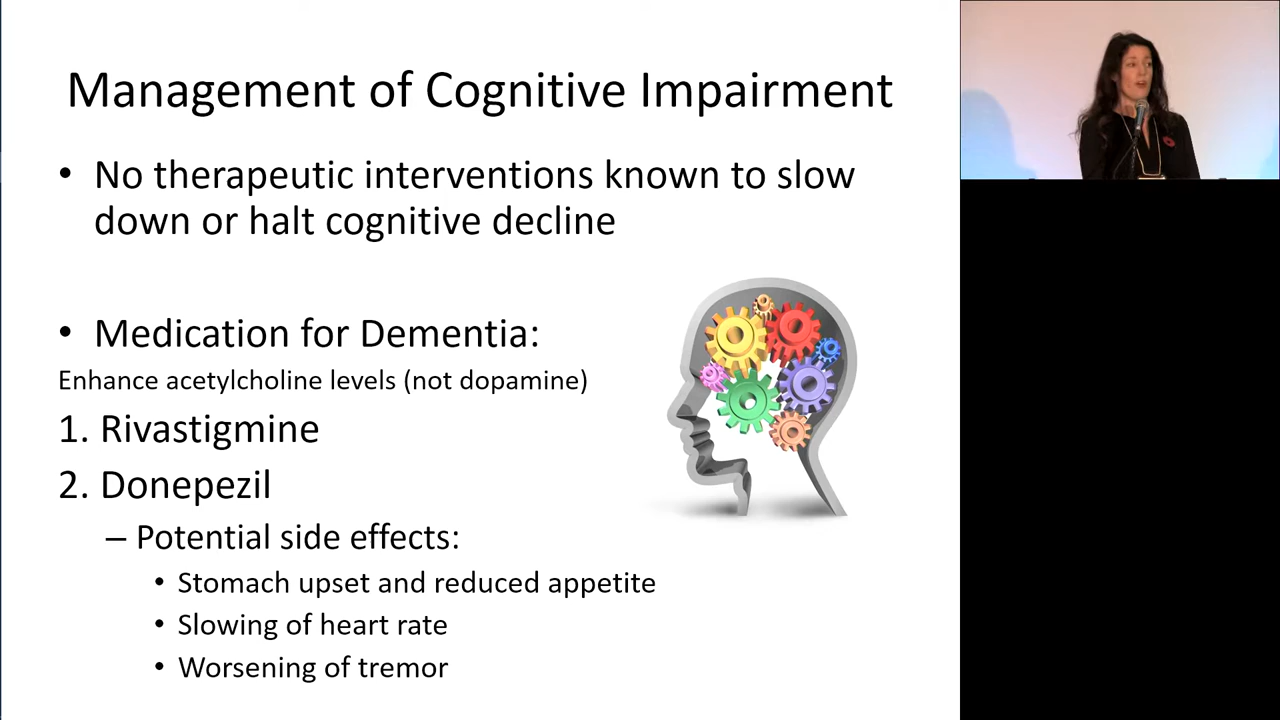 Management of Cognitive Impairment
• No therapeutic interventions known to slow
down or halt cognitive decline
• Medication for Dementia:
Enhance acetylcholine levels (not dopamine)
1. Rivastigmine
2. Donepezil
– Potential side effects:
• Stomach upset and reduced appetite
• Slowing of heart rate
• Worsening of tremor